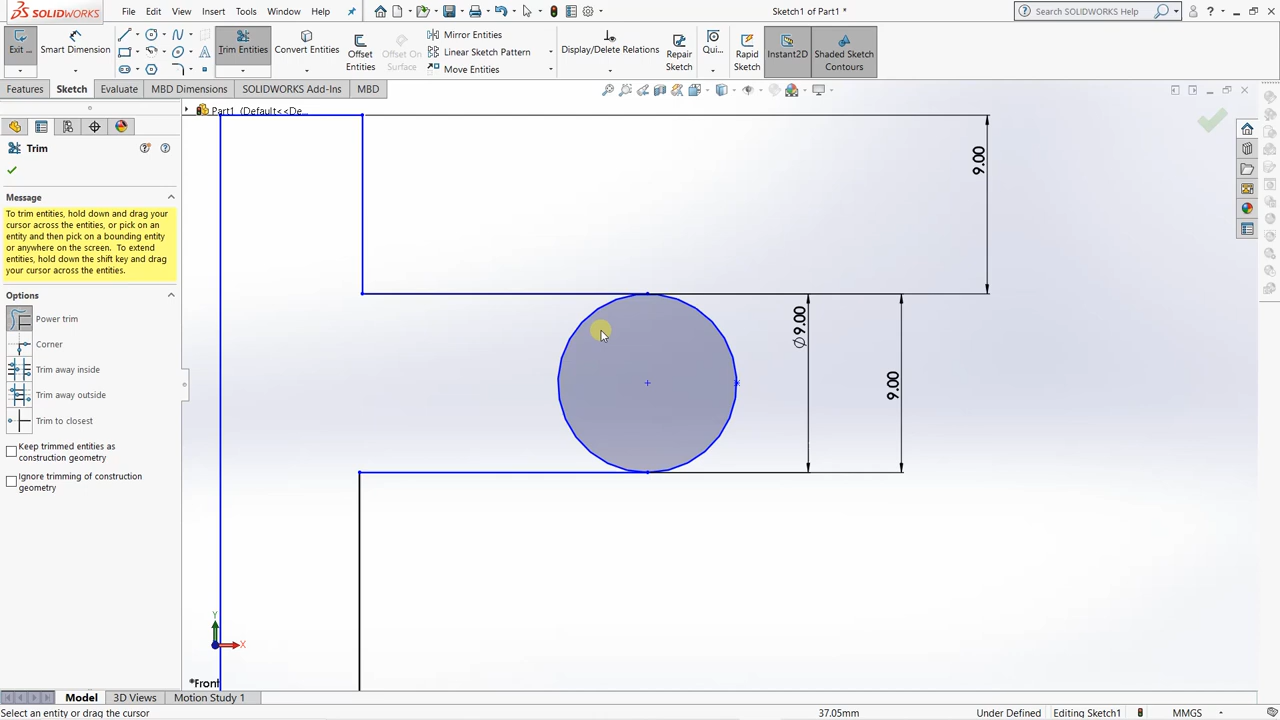 SOLIDWORKS
File Edit View Insert Tools Window Help
Sketch1 of Part1 *
Search SOLIDWORKS Help
Exit ...
Smart Dimension
Trim Entities
Convert Entities
Offset Entities
Offset On Surface
Mirror Entities
Linear Sketch Pattern
Move Entities
Display/Delete Relations
Repair Sketch
Qui...
Rapid Sketch
Instant2D
Shaded Sketch Contours
Features Sketch Evaluate MBD Dimensions SOLIDWORKS Add-Ins MBD
Part1 (Default<<De...
Trim
Message
To trim entities, hold down and drag your
cursor across the entities, or pick on an
entity and then pick on a bounding entity
or anywhere on the screen. To extend
entities, hold down the shift key and drag
your cursor across the entities.
Options
Power trim
Corner
Trim away inside
Trim away outside
Trim to closest
Keep trimmed entities as
construction geometry
Ignore trimming of construction
geometry
9.00
∅9.00
9.00
Y
X
*Front
Model 3D Views Motion Study 1
Select an entity or drag the cursor
37.05mm Under Defined Editing Sketch1 MMGS